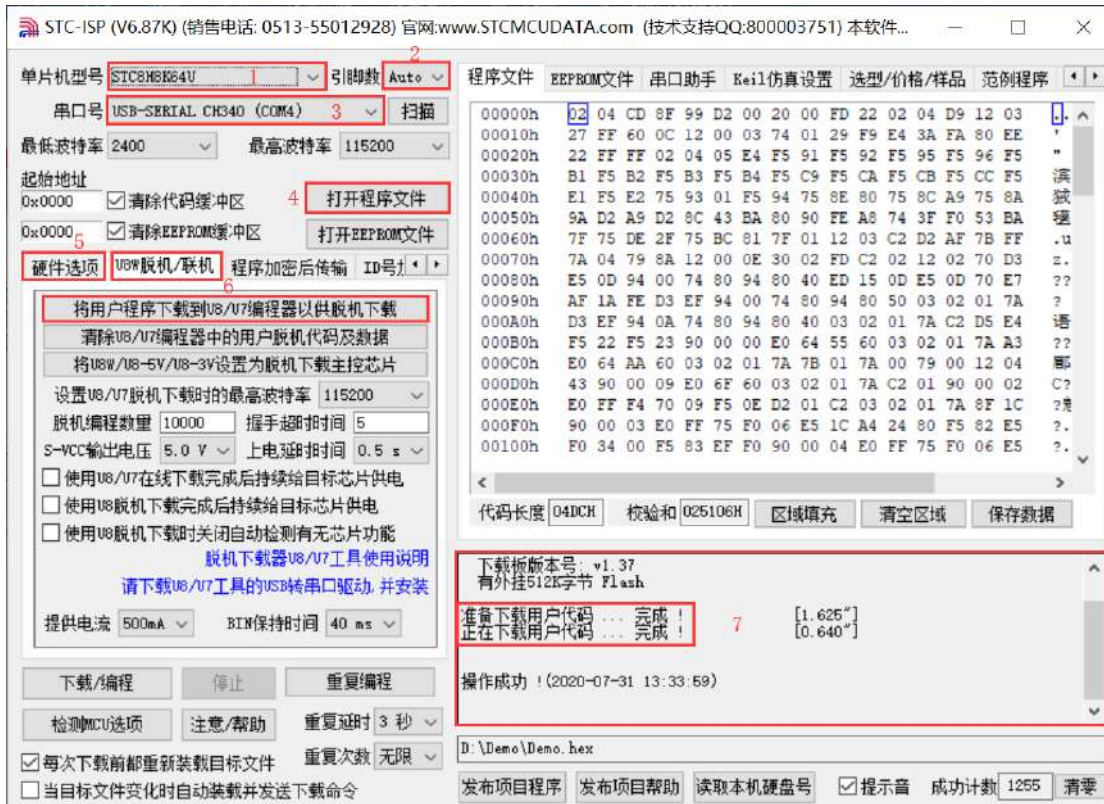 STC-ISP (V6.87K) (销售电话: 0513-55012928) 官网:www.STCMCUDATA.com (技术支持QQ:800003751) 本软件...
单片机型号 STC8H8K64U 1 引脚数 Auto 2
串口号 USB-SERIAL CH340 (COM4) 3 扫描
最低波特率 2400 最高波特率 115200
起始地址
0x0000 清除代码缓冲区 4 打开程序文件
0x0000 清除EEPROM缓冲区 打开EEPROM文件
5
硬件选项 U8W脱机/联机 程序加密后传输 ID号
6
将用户程序下载到U8/U7编程器以供脱机下载
清除U8/U7编程器中的用户脱机代码及数据
将U8W/U8-5V/U8-3V设置为脱机下载主控芯片
设置U8/U7脱机下载时的最高波特率 115200
脱机编程数量 10000 握手超时时间 5
S-VCC输出电压 5.0 V 上电延时时间 0.5 s
使用U8/U7在线下载完成后持续给目标芯片供电
使用U8脱机下载完成后持续给目标芯片供电
使用U8脱机下载时关闭自动检测有无芯片功能
脱机下载器U8/U7工具使用说明
请下载U8/U7工具的USB转串口驱动,并安装
提供电流 500mA BIN保持时间 40 ms
下载/编程 停止 重复编程
检测MCU选项 注意/帮助 重复延时 3 秒
重复次数 无限
每次下载前都重新装载目标文件
当目标文件变化时自动装载并发送下载命令
程序文件 EEPROM文件 串口助手 Keil仿真设置 选型/价格/样品 范例程序
00000h 02 04 CD 8F 99 D2 00 20 00 FD 22 02 04 D9 12 03 ..
00010h 27 FF 60 0C 12 00 03 74 01 29 F9 E4 3A FA 80 EE '
00020h 22 FF FF 02 04 05 E4 F5 91 F5 92 F5 95 F5 96 F5 "
00030h B1 F5 B2 F5 B3 F5 B4 F5 C9 F5 CA F5 CB F5 CC F5
00040h E1 F5 E2 75 93 01 F5 94 75 8E 80 75 8C A9 75 8A
00050h 9A D2 A9 D2 8C 43 BA 80 90 FE A8 74 3F F0 53 BA
00060h 7F 75 DE 2F 75 BC 81 7F 01 12 03 C2 D2 AF 7B FF .u
00070h 7A 04 79 8A 12 00 0E 30 02 FD C2 02 12 02 70 D3 z.
00080h E5 0D 94 00 74 80 94 80 40 ED 15 0D E5 0D 70 E7 ??
00090h AF 1A FE D3 EF 94 00 74 80 94 80 50 03 02 01 7A ?
000A0h D3 EF 94 0A 74 80 94 80 40 03 02 01 7A C2 D5 E4 语
000B0h F5 22 F5 23 90 00 00 E0 64 55 60 03 02 01 7A A3 ??
000C0h E0 64 AA 60 03 02 01 7A 7B 01 7A 00 79 00 12 04
000D0h 43 90 00 09 E0 6F 60 03 02 01 7A C2 01 90 00 02 C?
000E0h E0 FF F4 70 09 F5 0E D2 01 C2 03 02 01 7A 8F 1C
000F0h 90 00 03 E0 FF 75 F0 06 E5 1C A4 24 80 F5 82 E5 ?.
00100h F0 34 00 F5 83 EF F0 90 00 04 E0 FF 75 F0 06 E5 ?.
代码长度 04DCH 校验和 025106H 区域填充 清空区域 保存数据
下载板版本号: v1.37
有外挂512K字节 Flash
准备下载用户代码 ... 完成 ! [1.625"]
正在下载用户代码 ... 完成 ! 7 [0.640"]
操作成功 !(2020-07-31 13:33:59)
D:\Demo\Demo.hex
发布项目程序 发布项目帮助 读取本机硬盘号 提示音 成功计数 1255 清零